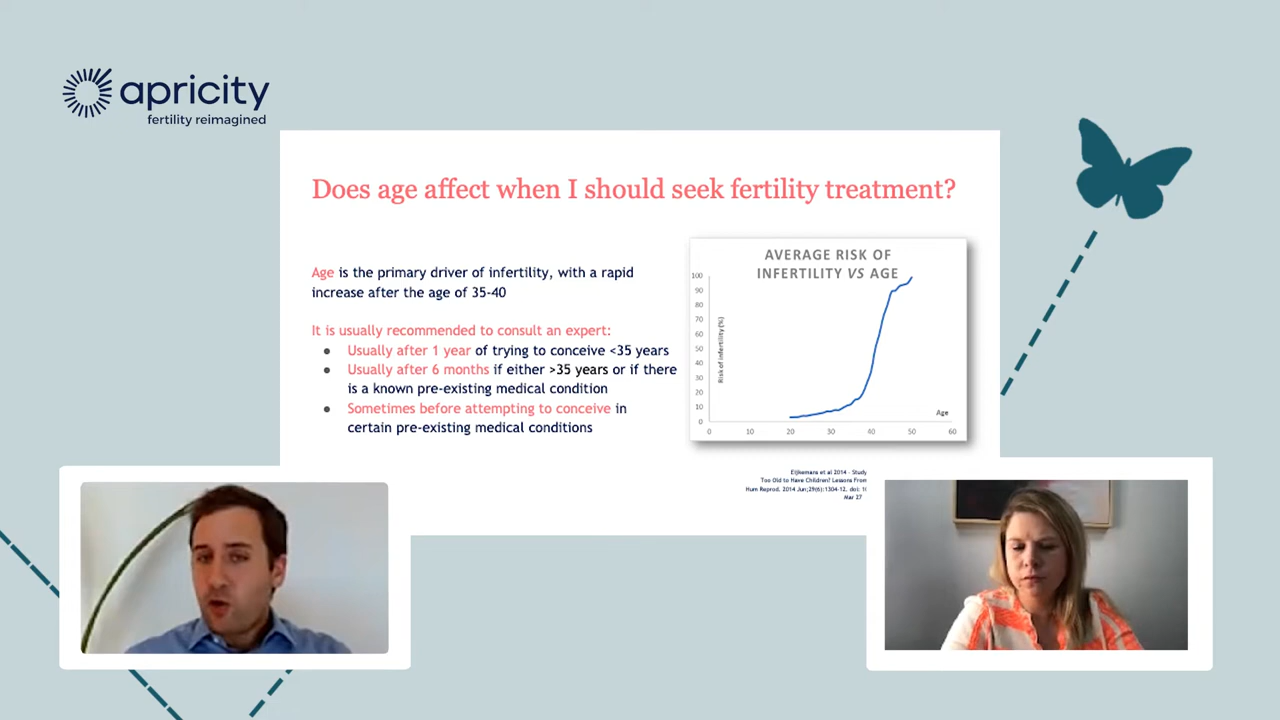 apricity
fertility reimagined
Does age affect when I should seek fertility treatment?
Age is the primary driver of infertility, with a rapid
increase after the age of 35-40
It is usually recommended to consult an expert:
● Usually after 1 year of trying to conceive <35 years
● Usually after 6 months if either >35 years or if there
is a known pre-existing medical condition
● Sometimes before attempting to conceive in
certain pre-existing medical conditions
AVERAGE RISK OF
INFERTILITY VS AGE
Risk of infertility (%)
100
90
80
70
60
50
40
30
20
10
0
Age
0 10 20 30 40 50 60
Eijkemans et al 2014 - Study
Too Old to Have Children? Lessons From
Hum Reprod. 2014 Jun;29(6):1304-12. doi:
Mar 27